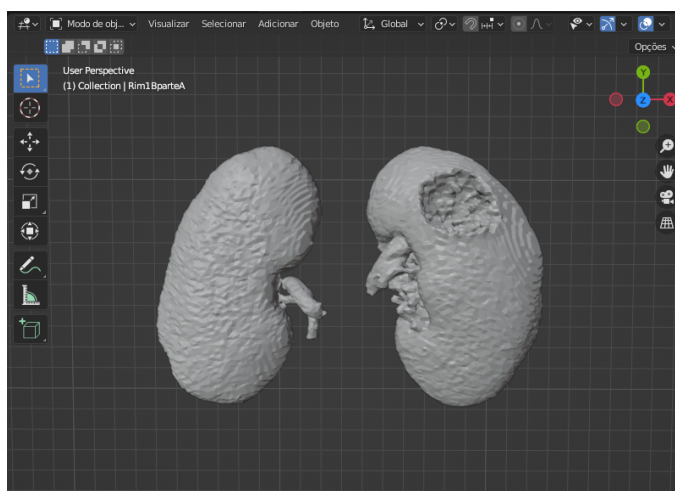 Modo de obj...
Visualizar
Selecionar
Adicionar
Objeto
Global
Opções
User Perspective
(1) Collection | Rim1BparteA
Y
Z
X